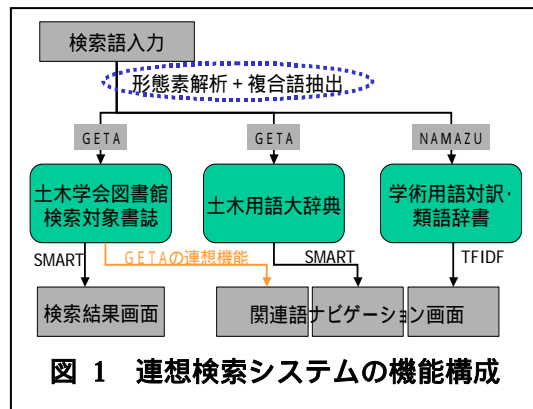 検索語入力
形態素解析＋複合語抽出
GETA
GETA
NAMAZU
土木学会図書館
検索対象書誌
土木用語大辞典
学術用語対訳・
類語辞書
SMART
GETAの連想機能
SMART
TFIDF
検索結果画面
関連語ナビゲーション画面
図 1 連想検索システムの機能構成